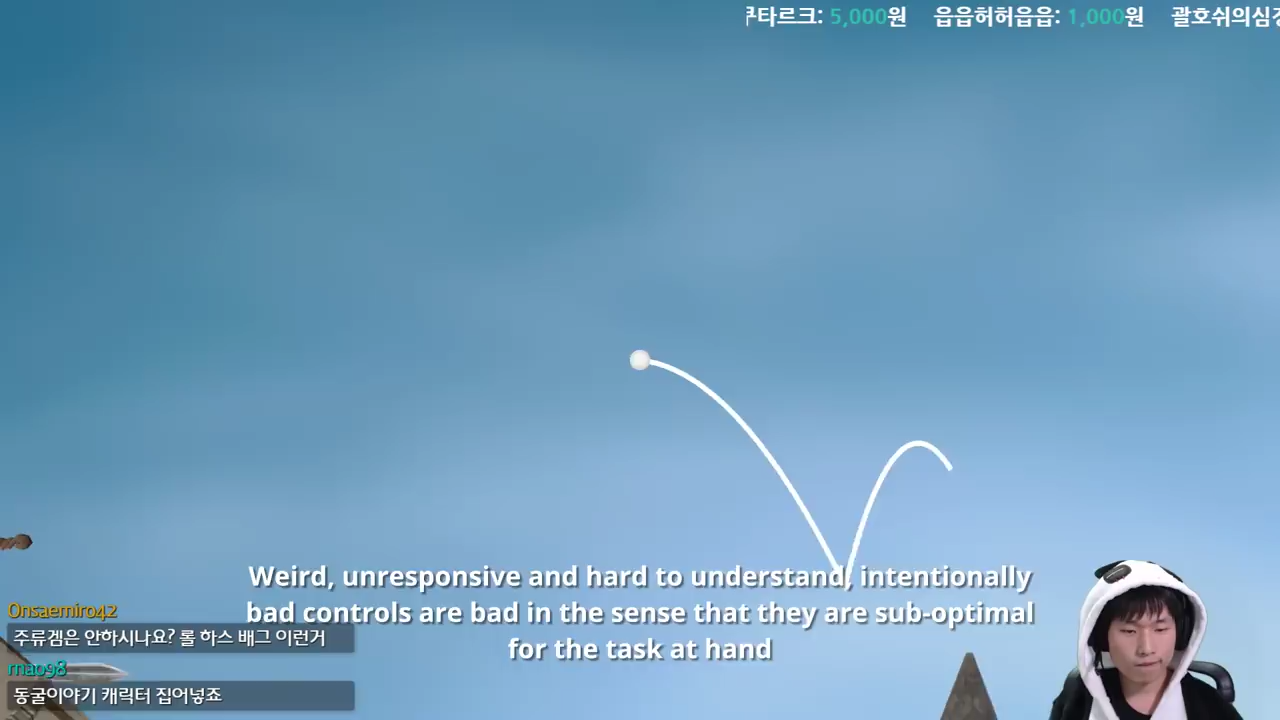 쿠타르크: 5,000원 읍읍허허읍읍: 1,000원 괄호쉬의심장
Weird, unresponsive and hard to understand, intentionally
bad controls are bad in the sense that they are sub-optimal
for the task at hand
Onsaemiro42
주류겜은 안하시나요? 롤 하스 배그 이런거
mao98
동굴이야기 캐릭터 집어넣죠